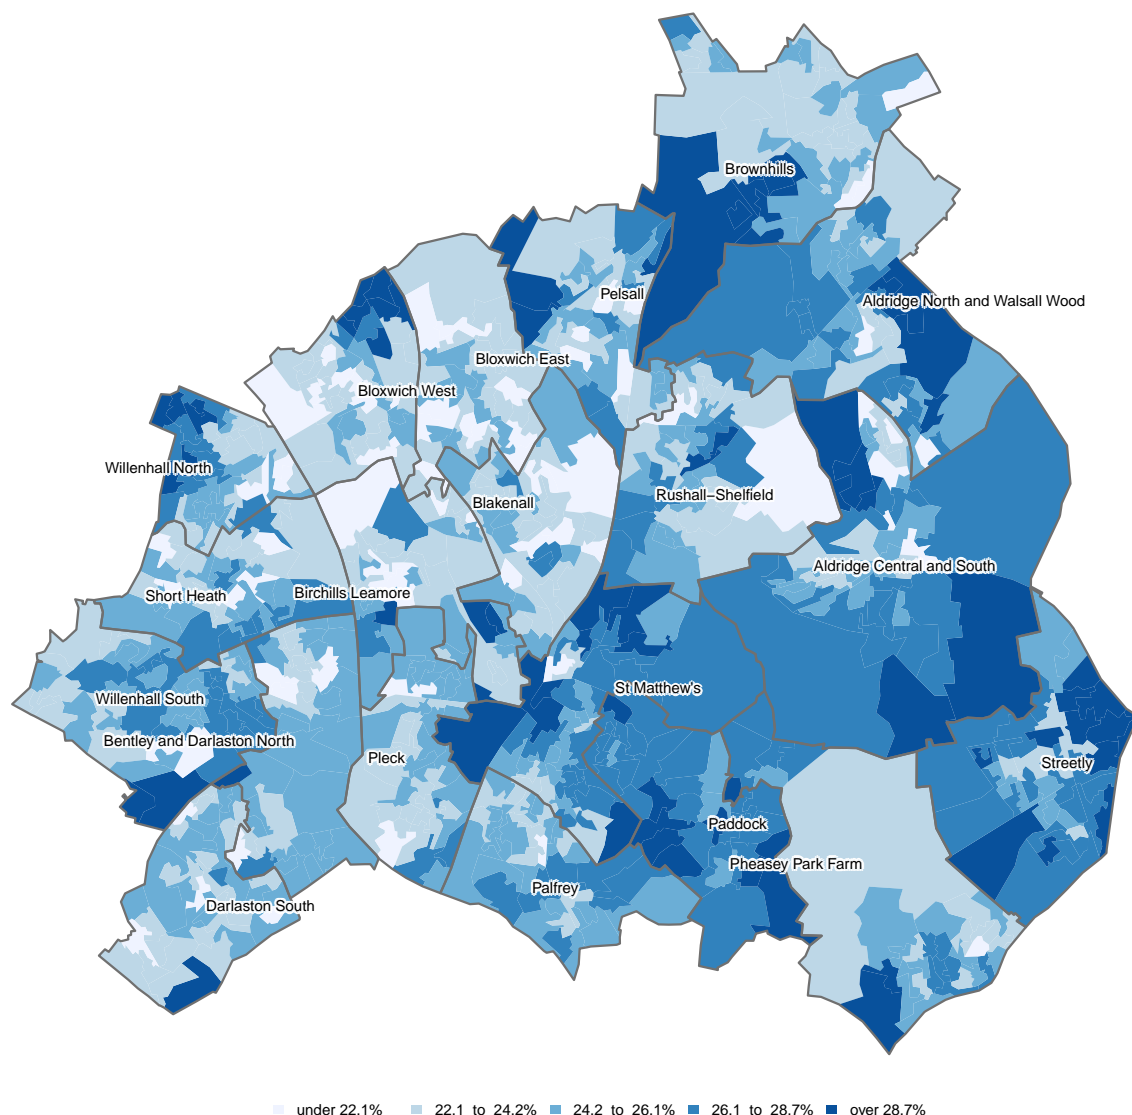 Brownhills
Pelsall
Aldridge North and Walsall Wood
Bloxwich East
Bloxwich West
Willenhall North
Blakenall
Rushall−Shelfield
Aldridge Central and South
Short Heath
Birchills Leamore
St Matthew's
Willenhall South
Bentley and Darlaston North
Pleck
Streetly
Paddock
Pheasey Park Farm
Palfrey
Darlaston South
under 22.1% 22.1 to 24.2% 24.2 to 26.1% 26.1 to 28.7% over 28.7%